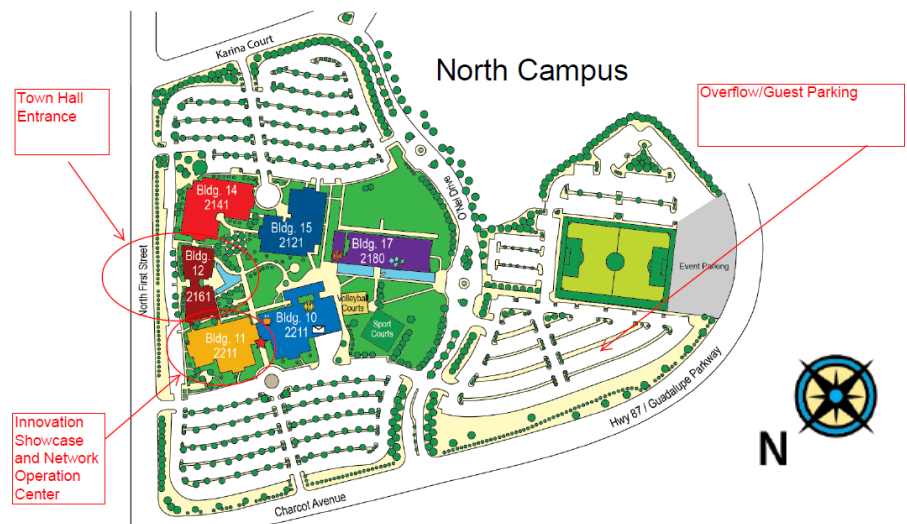 Karina Court
North Campus
Town Hall
Entrance
Overflow/Guest Parking
O'Nel Drive
Bldg. 14
2141
Bldg. 15
2121
Bldg. 17
2180
Bldg.
12
2161
North First Street
Event Parking
Volleyball
Courts
Sport
Courts
Bldg. 10
2211
Bldg. 11
2211
Innovation
Showcase
and Network
Operation
Center
Hwy 87 / Guadalupe Parkway
N
Charcot Avenue